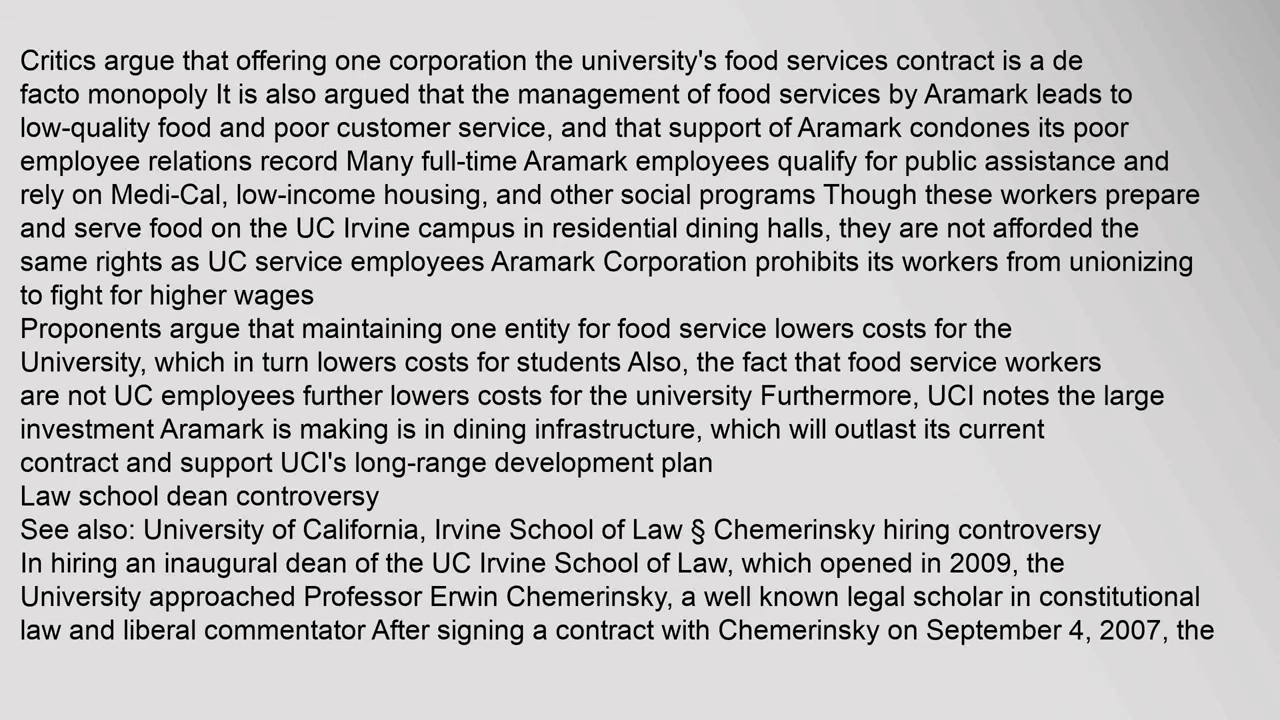 Critics argue that offering one corporation the university's food services contract is a de
facto monopoly It is also argued that the management of food services by Aramark leads to
low-quality food and poor customer service, and that support of Aramark condones its poor
employee relations record Many full-time Aramark employees qualify for public assistance and
rely on Medi-Cal, low-income housing, and other social programs Though these workers prepare
and serve food on the UC Irvine campus in residential dining halls, they are not afforded the
same rights as UC service employees Aramark Corporation prohibits its workers from unionizing
to fight for higher wages
Proponents argue that maintaining one entity for food service lowers costs for the
University, which in turn lowers costs for students Also, the fact that food service workers
are not UC employees further lowers costs for the university Furthermore, UCI notes the large
investment Aramark is making is in dining infrastructure, which will outlast its current
contract and support UCI's long-range development plan
Law school dean controversy
See also: University of California, Irvine School of Law § Chemerinsky hiring controversy
In hiring an inaugural dean of the UC Irvine School of Law, which opened in 2009, the
University approached Professor Erwin Chemerinsky, a well known legal scholar in constitutional
law and liberal commentator After signing a contract with Chemerinsky on September 4, 2007, the